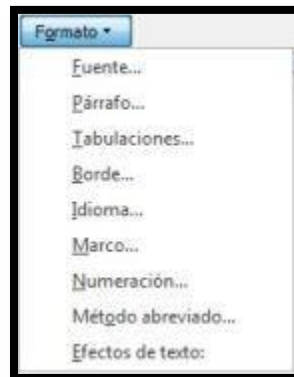 Formato
Fuente...
Párrafo...
Tabulaciones...
Borde...
Idioma...
Marco...
Numeración...
Método abreviado...
Efectos de texto: